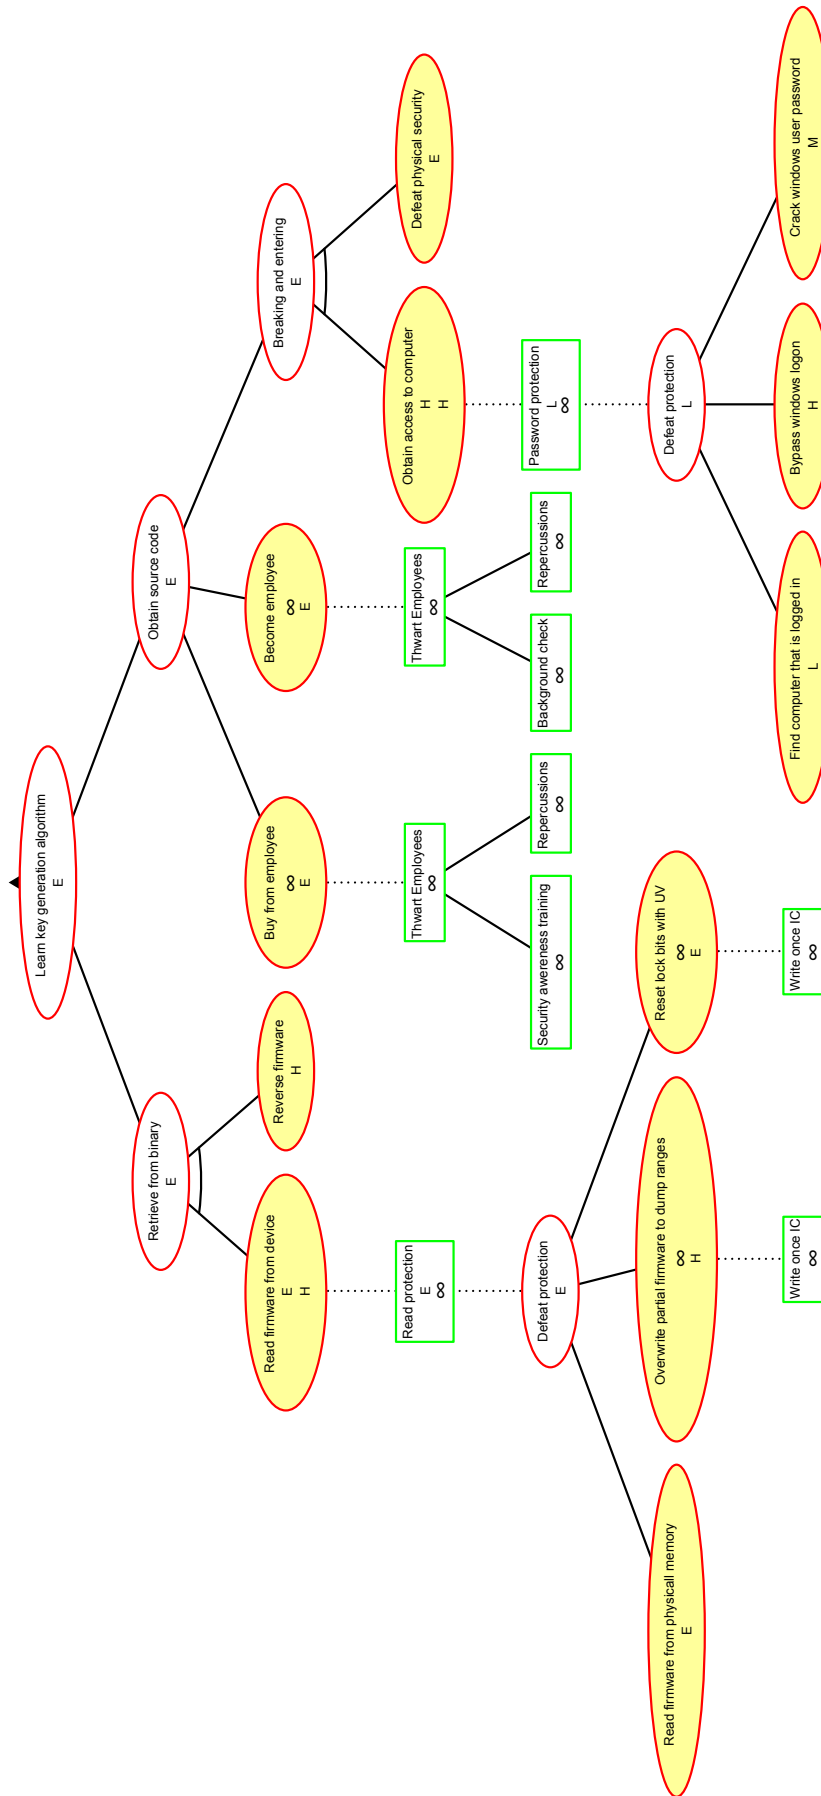 Learn key generation algorithm
E
Retrieve from binary
E
Obtain source code
E
Read firmware from device
E
H
Reverse firmware
H
Buy from employee
∞
E
Become employee
∞
E
Breaking and entering
E
Read protection
E
∞
Thwart Employees
∞
Thwart Employees
∞
Obtain access to computer
H
H
Defeat physical security
E
Defeat protection
E
Security awereness training
∞
Repercussions
∞
Background check
∞
Repercussions
∞
Password protection
L
∞
Read firmware from physicall memory
E
Overwrite partial firmware to dump ranges
∞
H
Reset lock bits with UV
∞
E
Defeat protection
L
Write once IC
∞
Write once IC
∞
Find computer that is logged in
L
Bypass windows logon
H
Crack windows user password
M